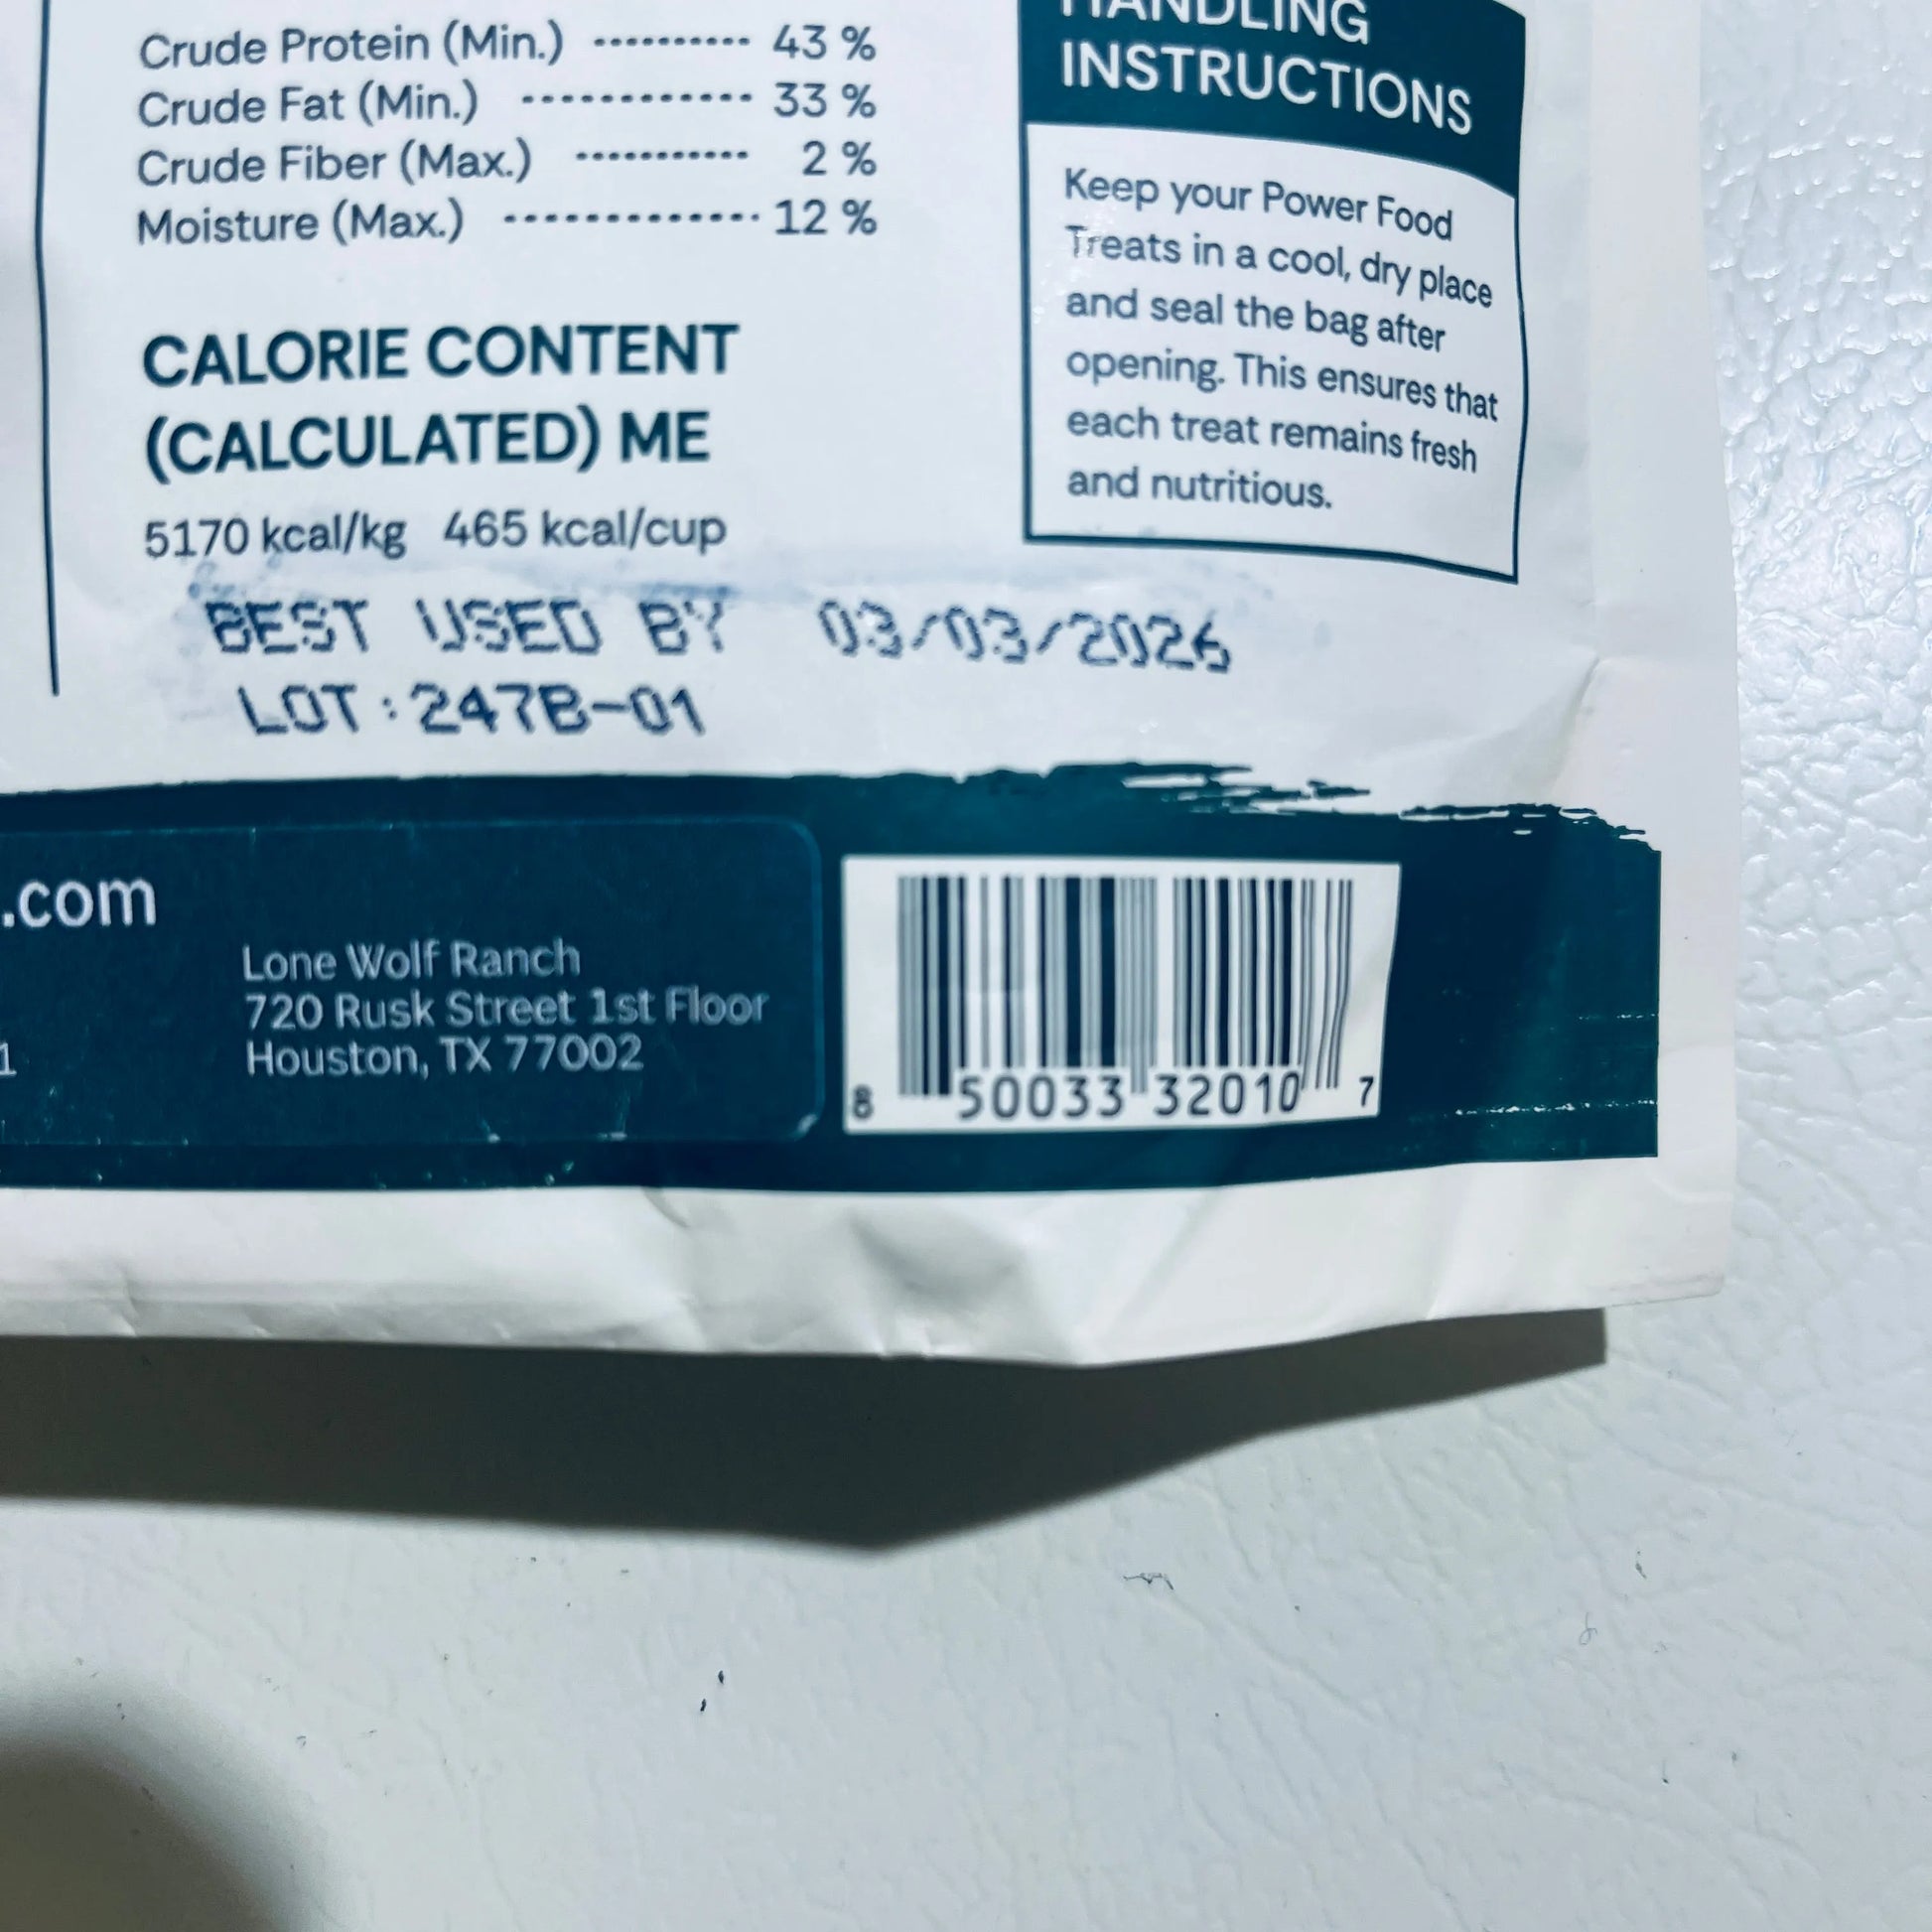 Crude Protein (Min.) ---------- 43 %
Crude Fat (Min.) ------------ 33 %
Crude Fiber (Max.) ----------- 2 %
Moisture (Max.) ------------- 12 %
CALORIE CONTENT
(CALCULATED) ME
5170 kcal/kg 465 kcal/cup
BEST USED BY 03/03/2026
LOT:247B-01
HANDLING
INSTRUCTIONS
Keep your Power Food
Treats in a cool, dry place
and seal the bag after
opening. This ensures that
each treat remains fresh
and nutritious.
.com
1
Lone Wolf Ranch
720 Rusk Street 1st Floor
Houston, TX 77002
8 50033 32010 7